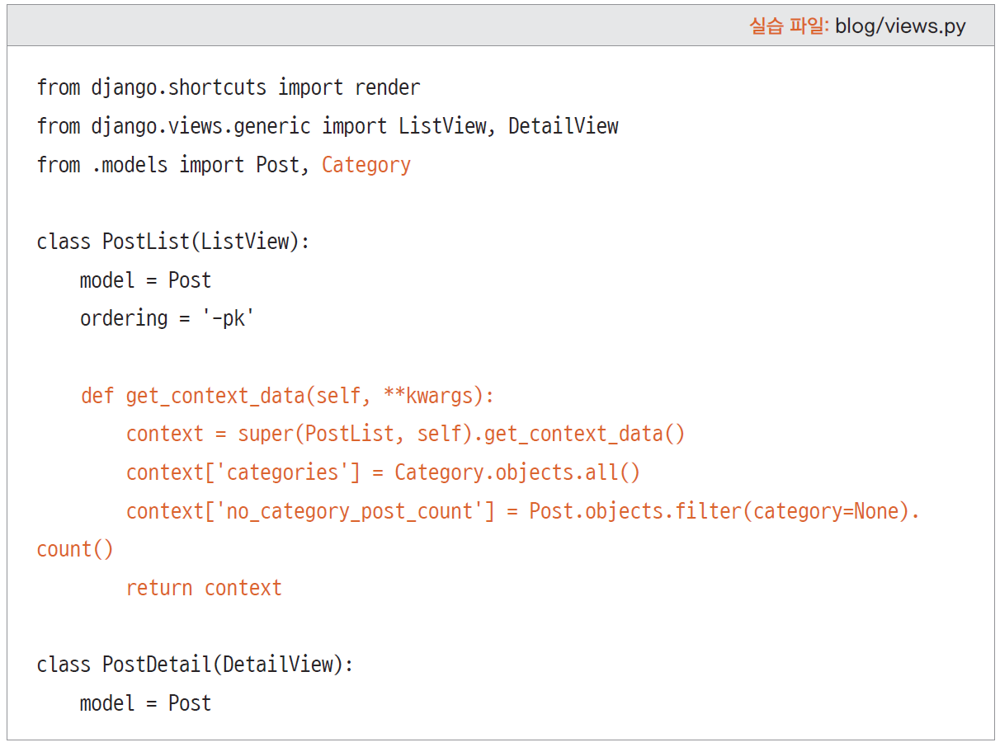 실습 파일: blog/views.py
from django.shortcuts import render
from django.views.generic import ListView, DetailView
from .models import Post, Category
class PostList(ListView):
    model = Post
    ordering = '-pk'
    def get_context_data(self, **kwargs):
        context = super(PostList, self).get_context_data()
        context['categories'] = Category.objects.all()
        context['no_category_post_count'] = Post.objects.filter(category=None).
count()
        return context
class PostDetail(DetailView):
    model = Post